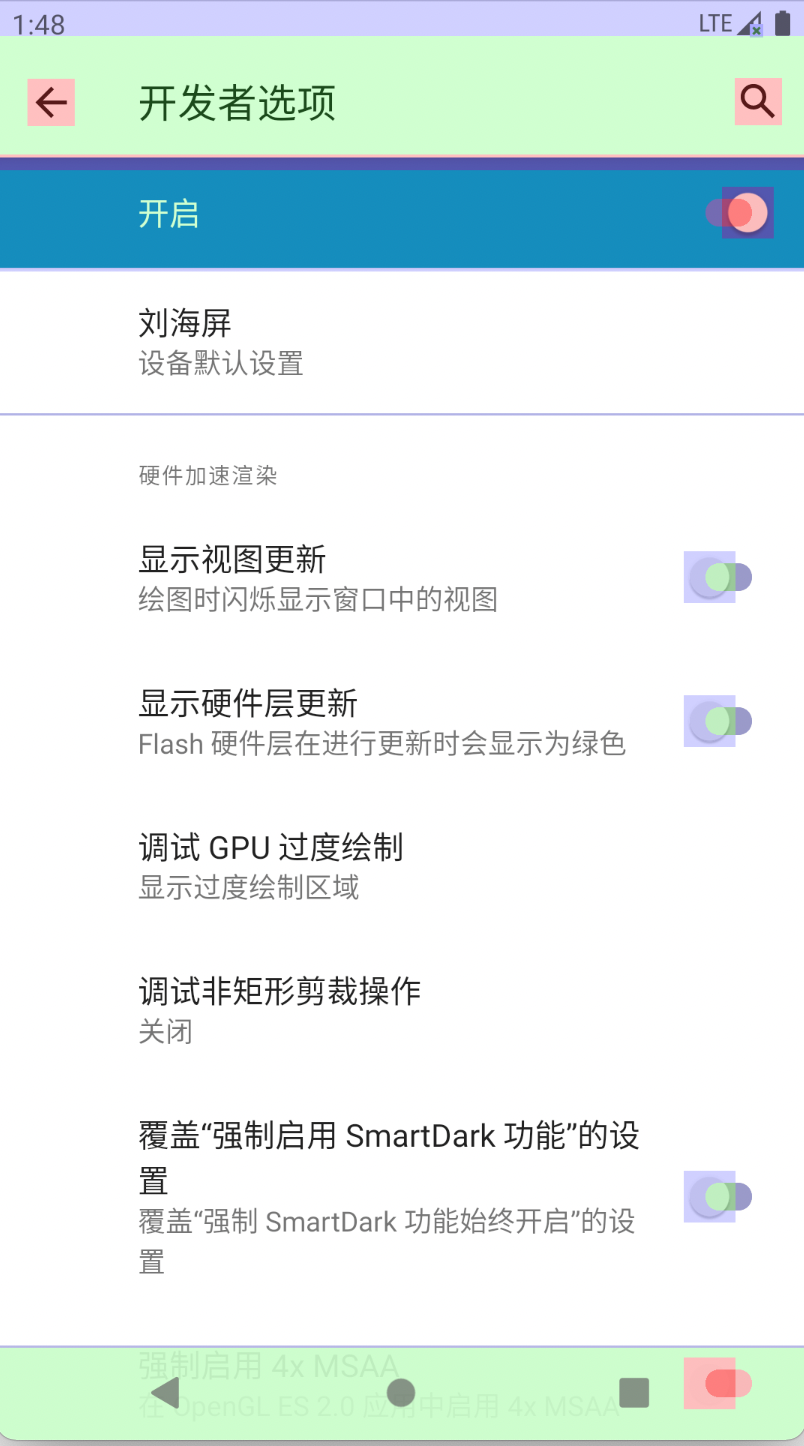 1:48
LTE
开发者选项
开启
刘海屏
设备默认设置
硬件加速渲染
显示视图更新
绘图时闪烁显示窗口中的视图
显示硬件层更新
Flash 硬件层在进行更新时会显示为绿色
调试 GPU 过度绘制
显示过度绘制区域
调试非矩形剪裁操作
关闭
覆盖“强制启用 SmartDark 功能”的设
置
覆盖“强制 SmartDark 功能始终开启”的设
置
强制启用 4x MSAA
在 OpenGL ES 2.0 应用中启用 4x MSAA